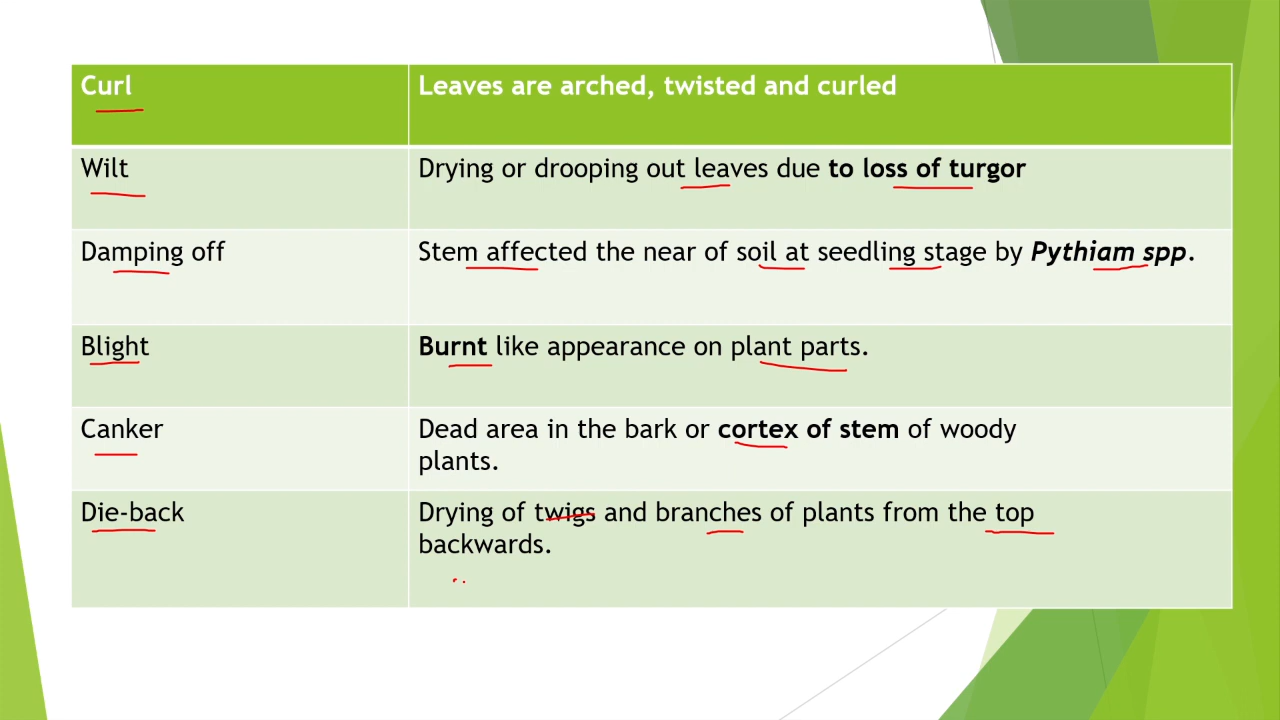 Curl
Leaves are arched, twisted and curled
Wilt
Drying or drooping out leaves due to loss of turgor
Damping off
Stem affected the near of soil at seedling stage by Pythiam spp.
Blight
Burnt like appearance on plant parts.
Canker
Dead area in the bark or cortex of stem of woody
plants.
Die-back
Drying of twigs and branches of plants from the top
backwards.